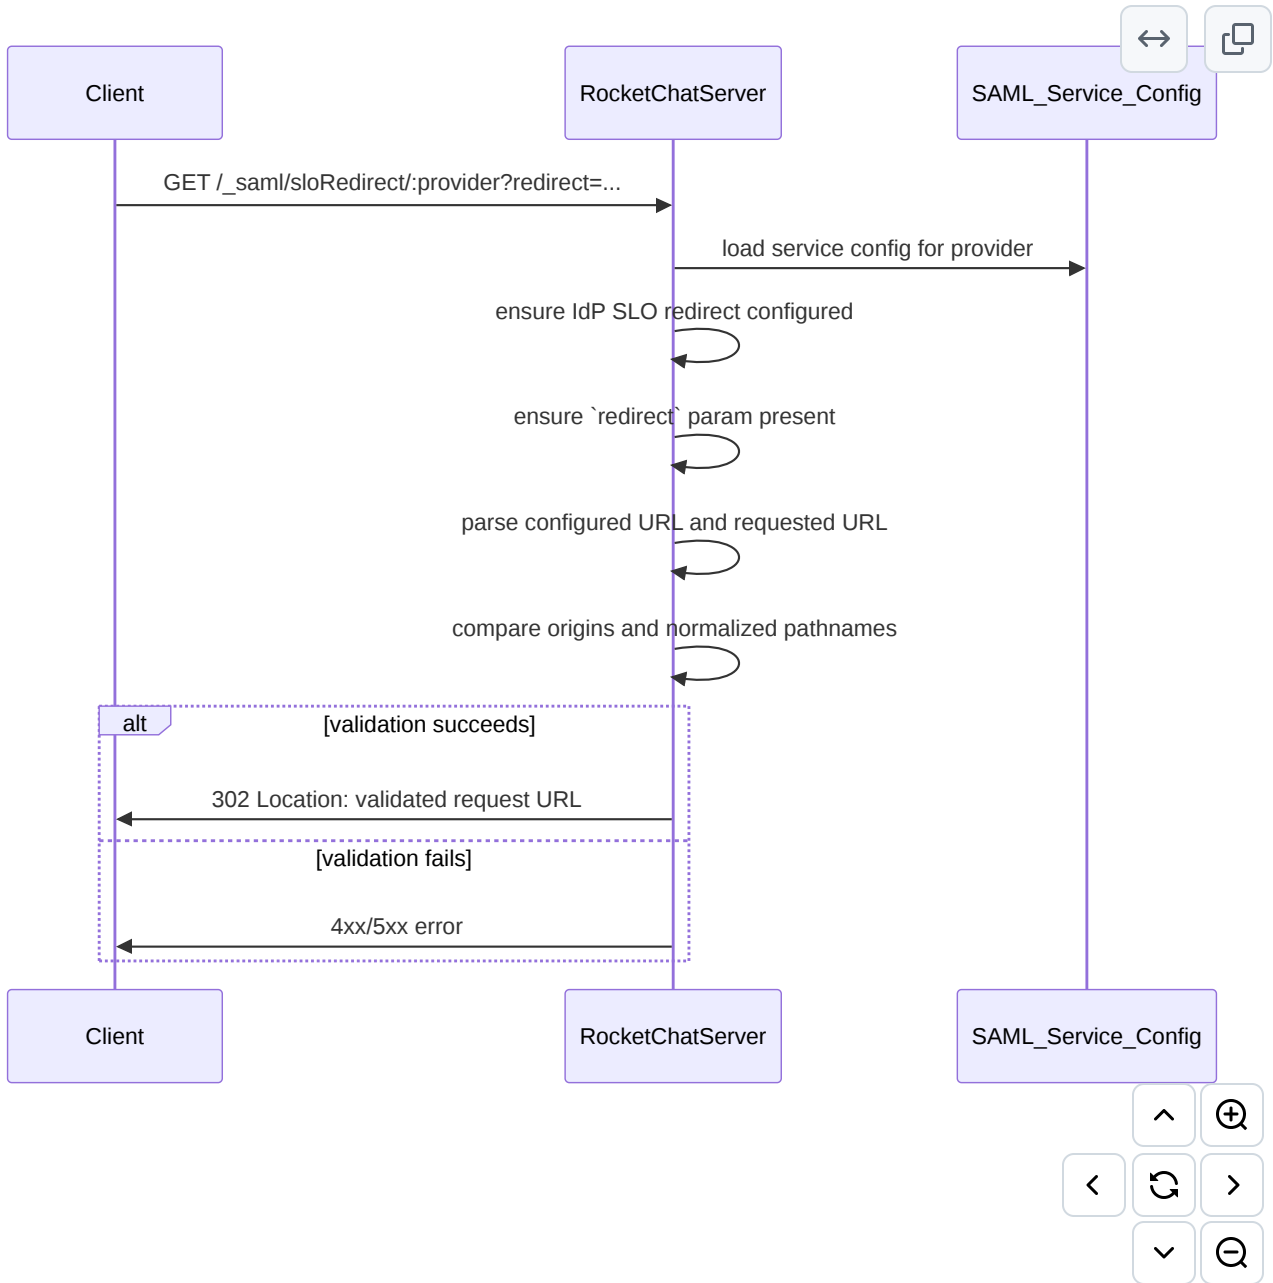 Client
RocketChatServer
SAML_Service_Config
GET /_saml/sloRedirect/:provider?redirect=...
load service config for provider
ensure IdP SLO redirect configured
ensure `redirect` param present
parse configured URL and requested URL
compare origins and normalized pathnames
alt
[validation succeeds]
302 Location: validated request URL
[validation fails]
4xx/5xx error
Client
RocketChatServer
SAML_Service_Config